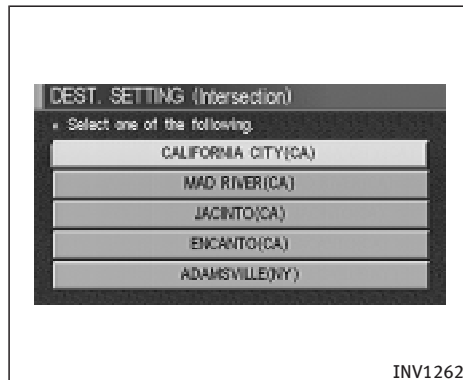 DEST. SETTING (Intersection)
Select one of the following.
CALIFORNIA CITY(CA)
MAD RIVER(CA)
JACINTO(CA)
ENCANTO(CA)
ADAMSVILLE(NY)
INV1262